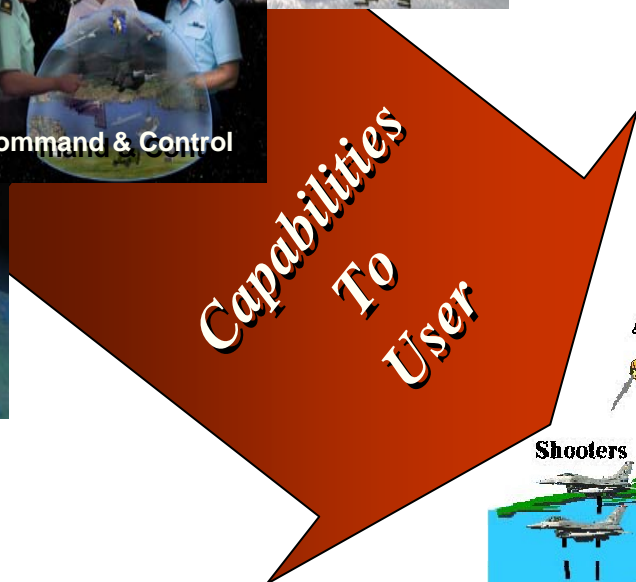 ommand & Control
Capabilities
To
User
Shooters